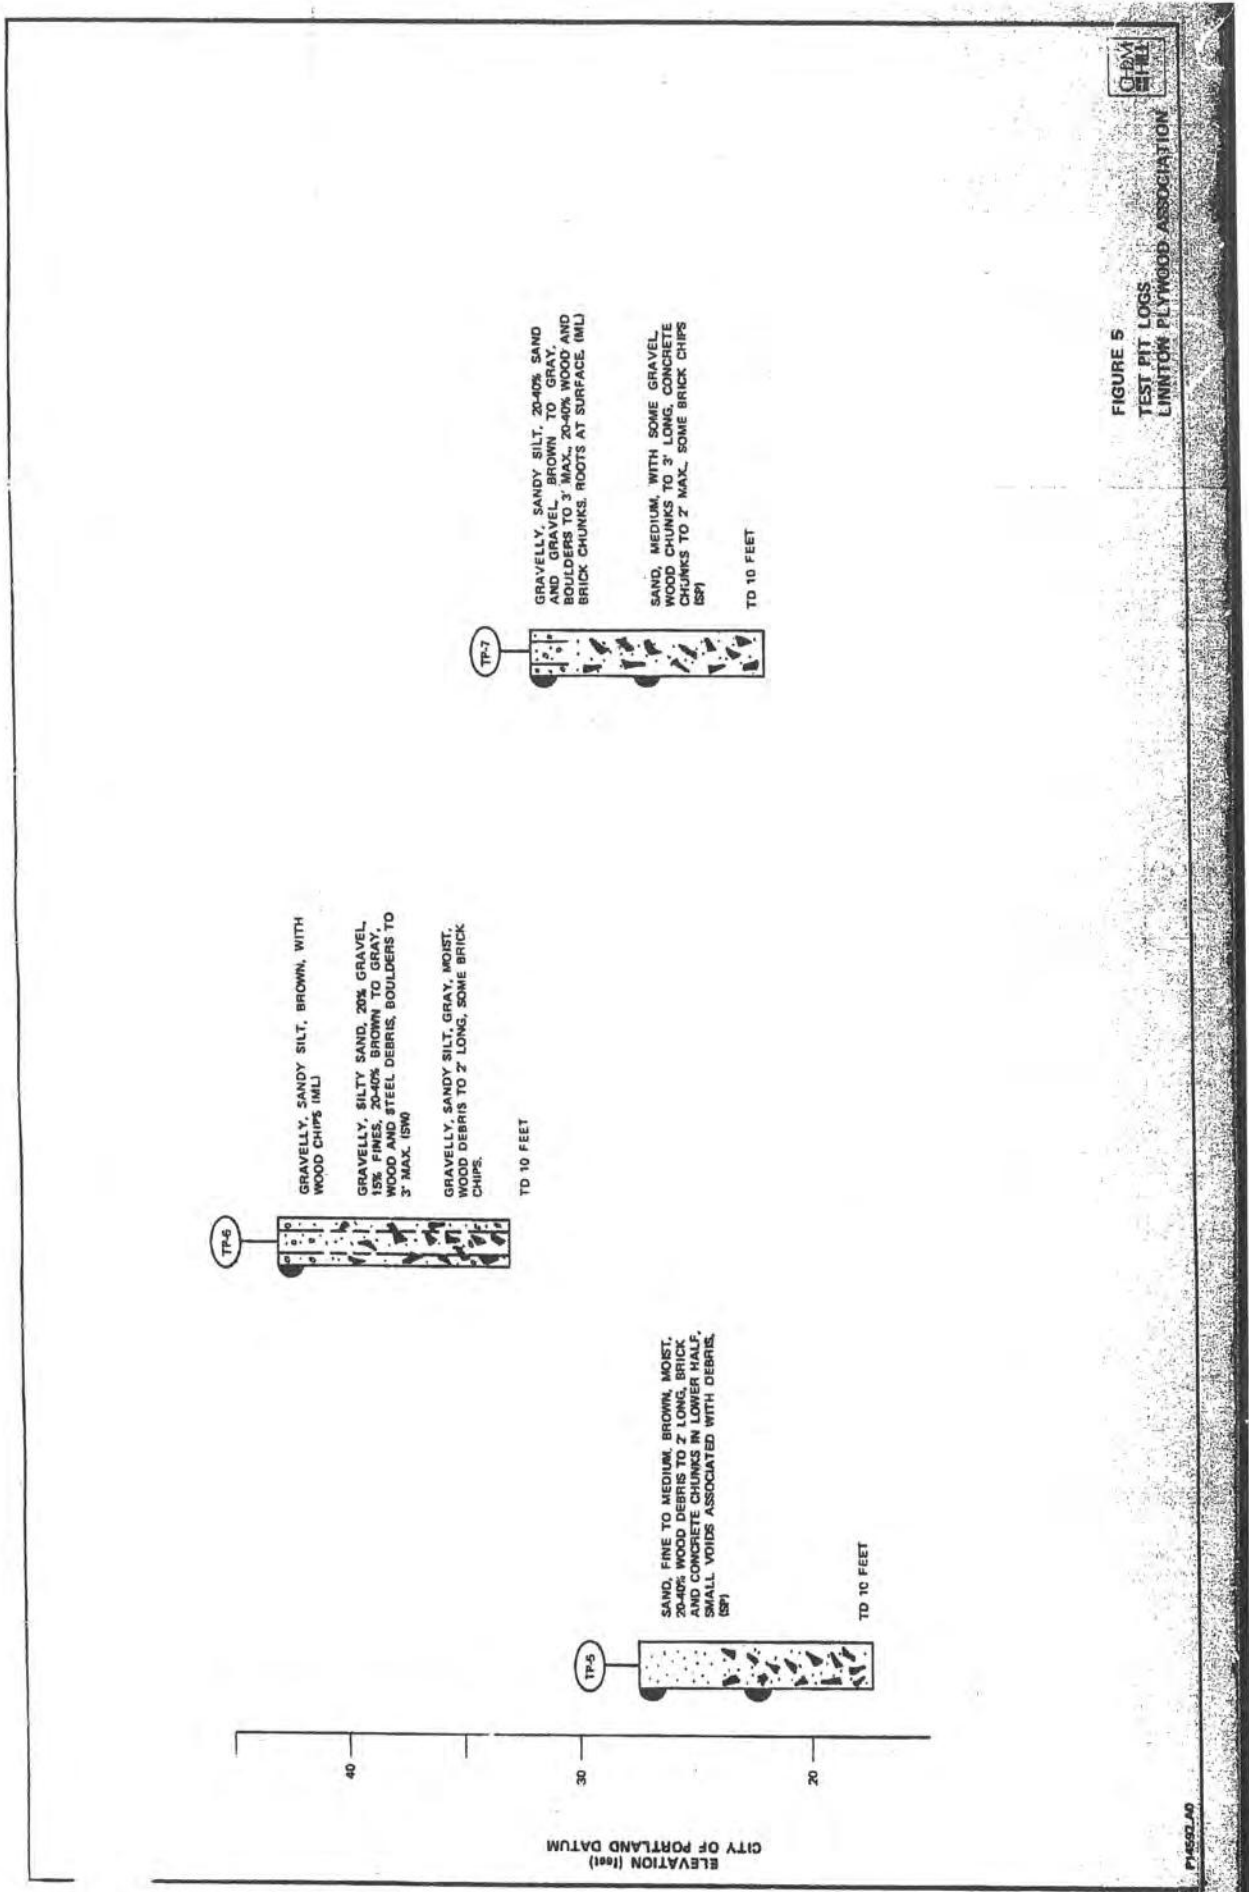 ELEVATION (feet)
CITY OF PORTLAND DATUM
40
30
20
TP-5
SAND, FINE TO MEDIUM, BROWN, MOIST,
20-40% WOOD DEBRIS TO 2' LONG, BRICK
AND CONCRETE CHUNKS IN LOWER HALF,
SMALL VOIDS ASSOCIATED WITH DEBRIS,
(SP)
TD 10 FEET
TP-6
GRAVELLY, SANDY SILT, BROWN, WITH
WOOD CHIPS (ML)
GRAVELLY, SILTY SAND, 20% GRAVEL,
15% FINES, 20-40% BROWN TO GRAY,
WOOD AND STEEL DEBRIS, BOULDERS TO
3' MAX. (SW)
GRAVELLY, SANDY SILT, GRAY, MOIST,
WOOD DEBRIS TO 2' LONG, SOME BRICK
CHIPS.
TD 10 FEET
TP-7
GRAVELLY, SANDY SILT, 20-40% SAND
AND GRAVEL, BROWN TO GRAY,
BOULDERS TO 3' MAX., 20-40% WOOD AND
BRICK CHUNKS. ROOTS AT SURFACE. (ML)
SAND, MEDIUM, WITH SOME GRAVEL,
WOOD CHUNKS TO 3' LONG, CONCRETE
CHUNKS TO 2' MAX., SOME BRICK CHIPS
(SP)
TD 10 FEET
P14592.A0
FIGURE 5
TEST PIT LOGS
LINNTON PLYWOOD ASSOCIATION
CH2M
HILL